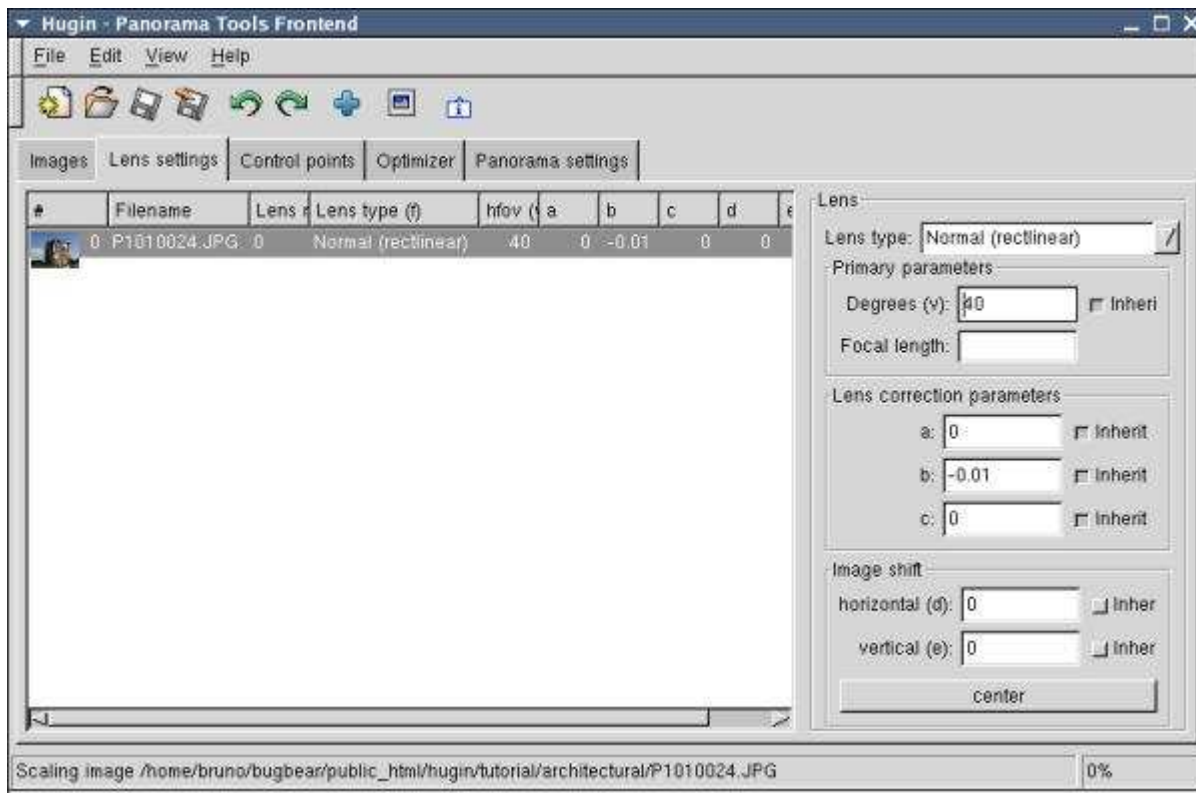 Hugin - Panorama Tools Frontend
File Edit View Help
Images Lens settings Control points Optimizer Panorama settings
# Filename Lens Lens type (f) hfov ( a b c d e
0 P1010024.JPG 0 Normal (rectlinear) 40 0 -0.01 0 0
Lens
Lens type: Normal (rectlinear)
Primary parameters
Degrees (v): 40 Inheri
Focal length:
Lens correction parameters
a: 0 Inherit
b: -0.01 Inherit
c: 0 Inherit
Image shift
horizontal (d): 0 Inher
vertical (e): 0 Inher
center
Scaling image /home/bruno/bugbear/public_html/hugin/tutorial/architectural/P1010024.JPG 0%